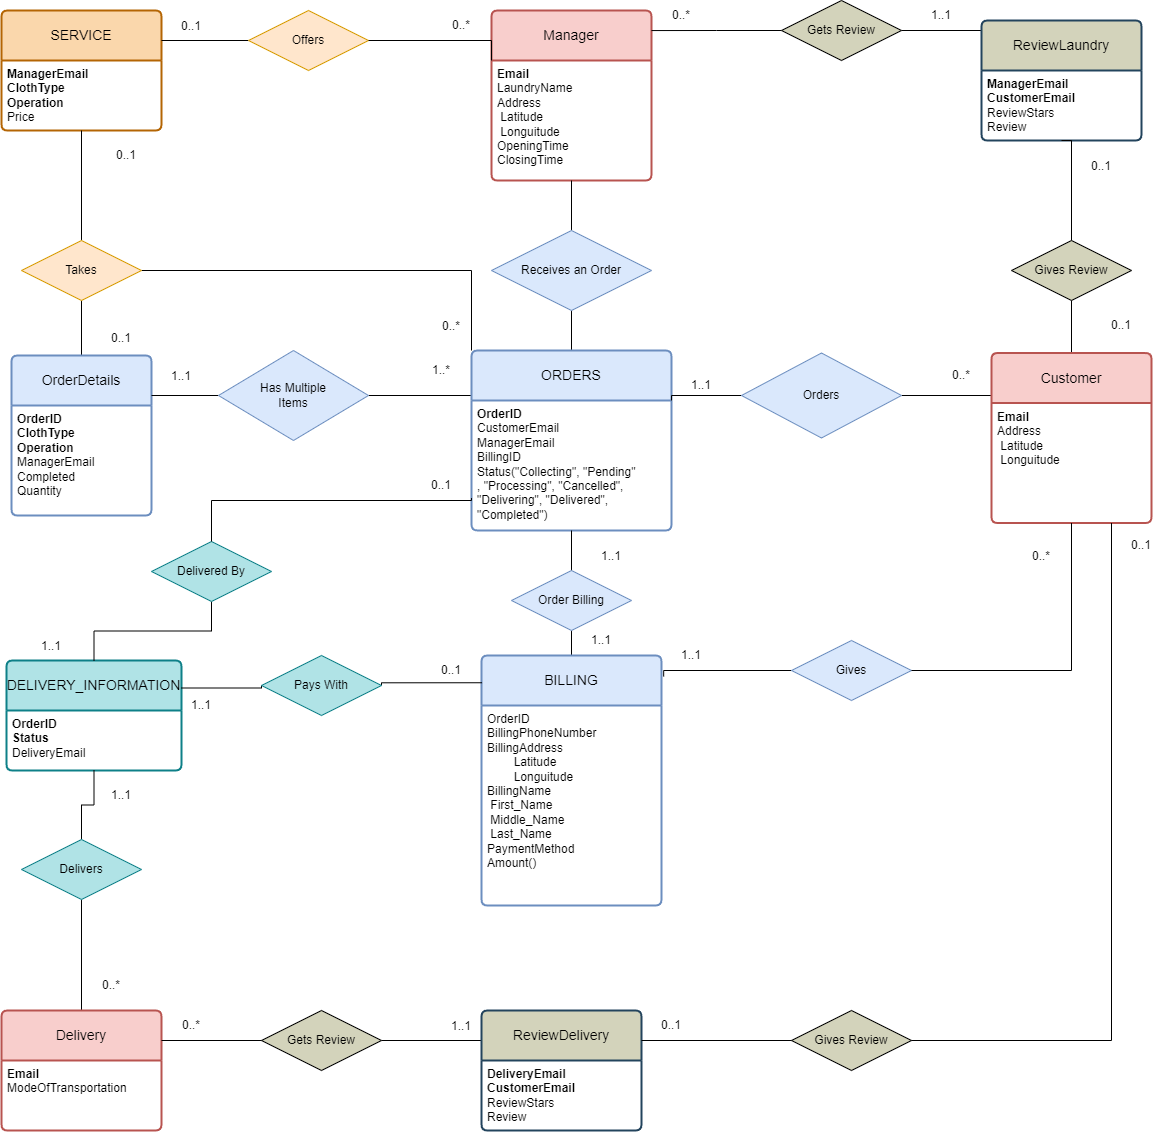 SERVICE
ManagerEmail
ClothType
Operation
Price
0..1
Offers
0..*
Manager
Email
LaundryName
Address
Latitude
Longuitude
OpeningTime
ClosingTime
0..*
Gets Review
1..1
ReviewLaundry
ManagerEmail
CustomerEmail
ReviewStars
Review
0..1
0..1
Takes
Receives an Order
Gives Review
0..1
0..*
0..1
OrderDetails
OrderID
ClothType
Operation
ManagerEmail
Completed
Quantity
1..1
Has Multiple
Items
1..*
ORDERS
OrderID
CustomerEmail
ManagerEmail
BillingID
Status("Collecting", "Pending"
, "Processing", "Cancelled",
"Delivering", "Delivered",
"Completed")
1..1
Orders
0..*
Customer
Email
Address
Latitude
Longuitude
0..1
Delivered By
1..1
Order Billing
0..*
0..1
1..1
1..1
DELIVERY_INFORMATION
OrderID
Status
DeliveryEmail
1..1
Pays With
0..1
BILLING
OrderID
BillingPhoneNumber
BillingAddress
Latitude
Longuitude
BillingName
First_Name
Middle_Name
Last_Name
PaymentMethod
Amount()
1..1
Gives
1..1
Delivers
0..*
Delivery
Email
ModeOfTransportation
0..*
Gets Review
1..1
ReviewDelivery
DeliveryEmail
CustomerEmail
ReviewStars
Review
0..1
Gives Review